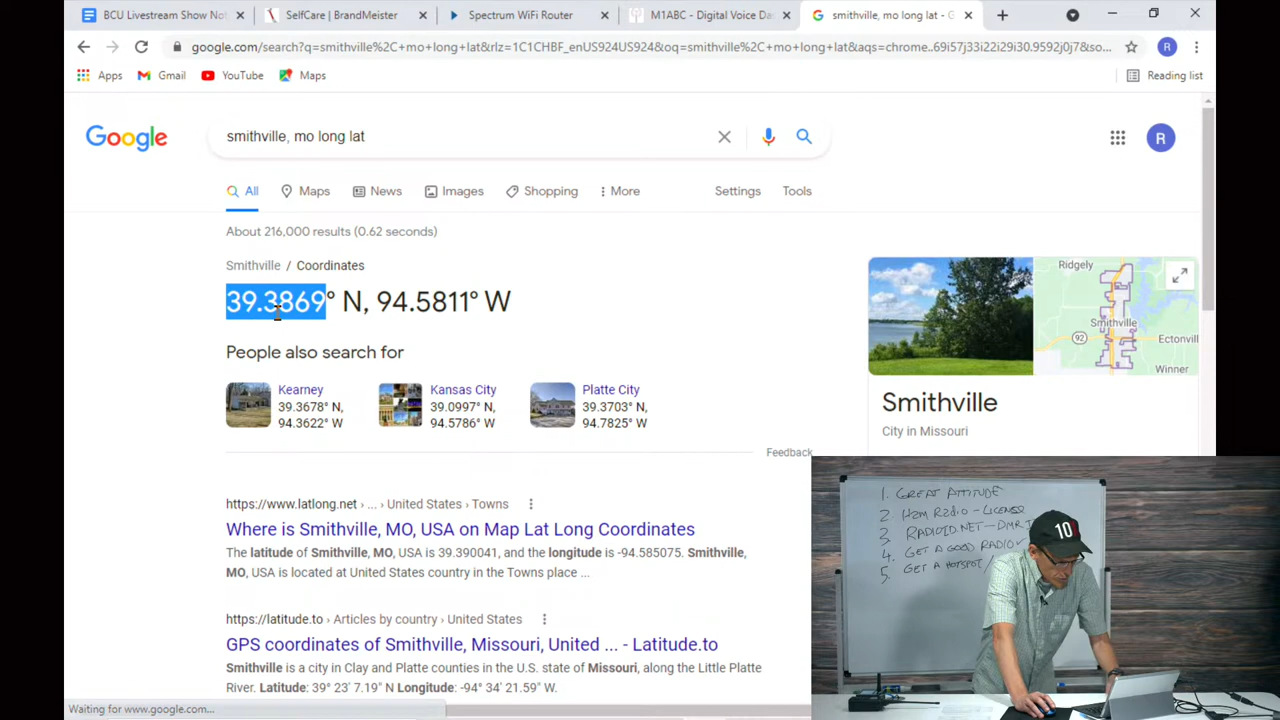 BCU Livestream Show Not
SelfCare | BrandMeister
Spectrum WiFi Router
M1ABC - Digital Voice Das
smithville, mo long lat - G
google.com/search?q=smithville%2C+mo+long+lat&rlz=1C1CHBF_enUS924US924&oq=smithville%2C+mo+long+lat&aqs=chrome..69i57j33i22i29i30.9592j0j7&so...
R
Apps
Gmail
YouTube
Maps
Reading list
Google
smithville, mo long lat
R
All
Maps
News
Images
Shopping
More
Settings
Tools
About 216,000 results (0.62 seconds)
Smithville / Coordinates
39.3869° N, 94.5811° W
People also search for
Kearney
39.3678° N,
94.3622° W
Kansas City
39.0997° N,
94.5786° W
Platte City
39.3703° N,
94.7825° W
Feedback
https://www.latlong.net › ... › United States › Towns
Where is Smithville, MO, USA on Map Lat Long Coordinates
The latitude of Smithville, MO, USA is 39.390041, and the longitude is -94.585075. Smithville,
MO, USA is located at United States country in the Towns place ...
https://latitude.to › Articles by country › United States
GPS coordinates of Smithville, Missouri, United ... - Latitude.to
Smithville is a city in Clay and Platte counties in the U.S. state of Missouri, along the Little Platte
River. Latitude: 39° 23' 7.19" N Longitude: -94° 34' 21.59" W.
Waiting for www.google.com...
Ridgely
Smithville
92
Ectonvill
Winner
Smithville
City in Missouri
1. GREAT ATTITUDE
2. HAM RADIO - LICENSE
3. RADIOID.NET - DMR I
4. GET A GOOD RADIO ✓
5. GET A HOTSPOT
10